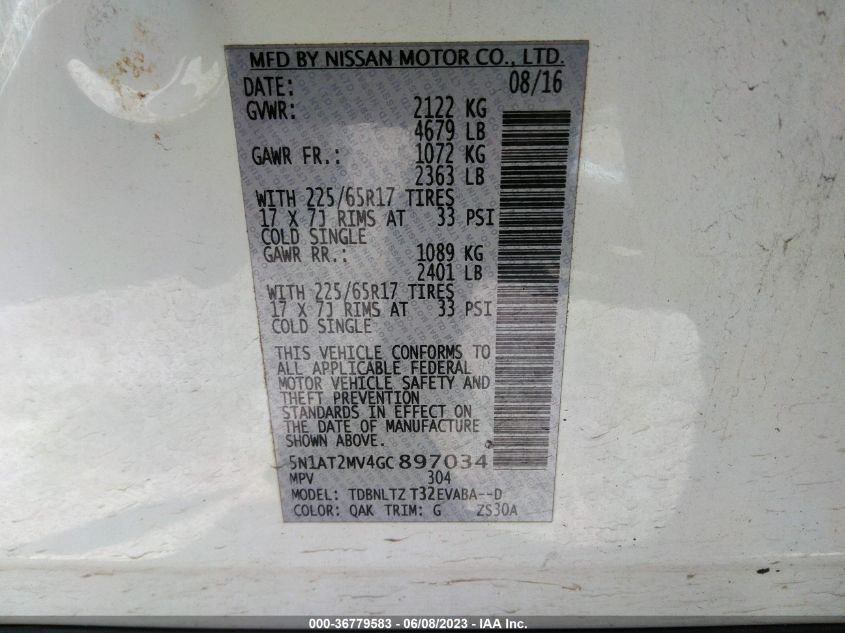 MFD BY NISSAN MOTOR CO., LTD.
DATE: 08/16
GVWR: 2122 KG
4679 LB
GAWR FR.: 1072 KG
2363 LB
WITH 225/65R17 TIRES
17 X 7J RIMS AT 33 PSI
COLD SINGLE
GAWR RR.: 1089 KG
2401 LB
WITH 225/65R17 TIRES
17 X 7J RIMS AT 33 PSI
COLD SINGLE
THIS VEHICLE CONFORMS TO
ALL APPLICABLE FEDERAL
MOTOR VEHICLE SAFETY AND
THEFT PREVENTION
STANDARDS IN EFFECT ON
THE DATE OF MANUFACTURE
SHOWN ABOVE.
5N1AT2MV4GC897034
MPV 304
MODEL: TDBNLTZ T32EVABA--D
COLOR: QAK TRIM: G ZS30A
000-36779583 - 06/08/2023 - IAA Inc.